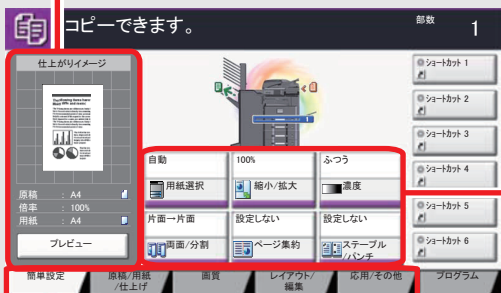 コピーできます。
部数 1
仕上がりイメージ
原稿 : A4
倍率 : 100%
用紙 : A4
プレビュー
自動
用紙選択
100%
縮小/拡大
ふつう
濃度
片面→片面
両面/分割
設定しない
ページ集約
設定しない
ステープル
/パンチ
1
ショートカット 1
ショートカット 2
ショートカット 3
ショートカット 4
ショートカット 5
ショートカット 6
簡単設定
原稿/用紙
/仕上げ
画質
レイアウト/
編集
応用/その他
プログラム